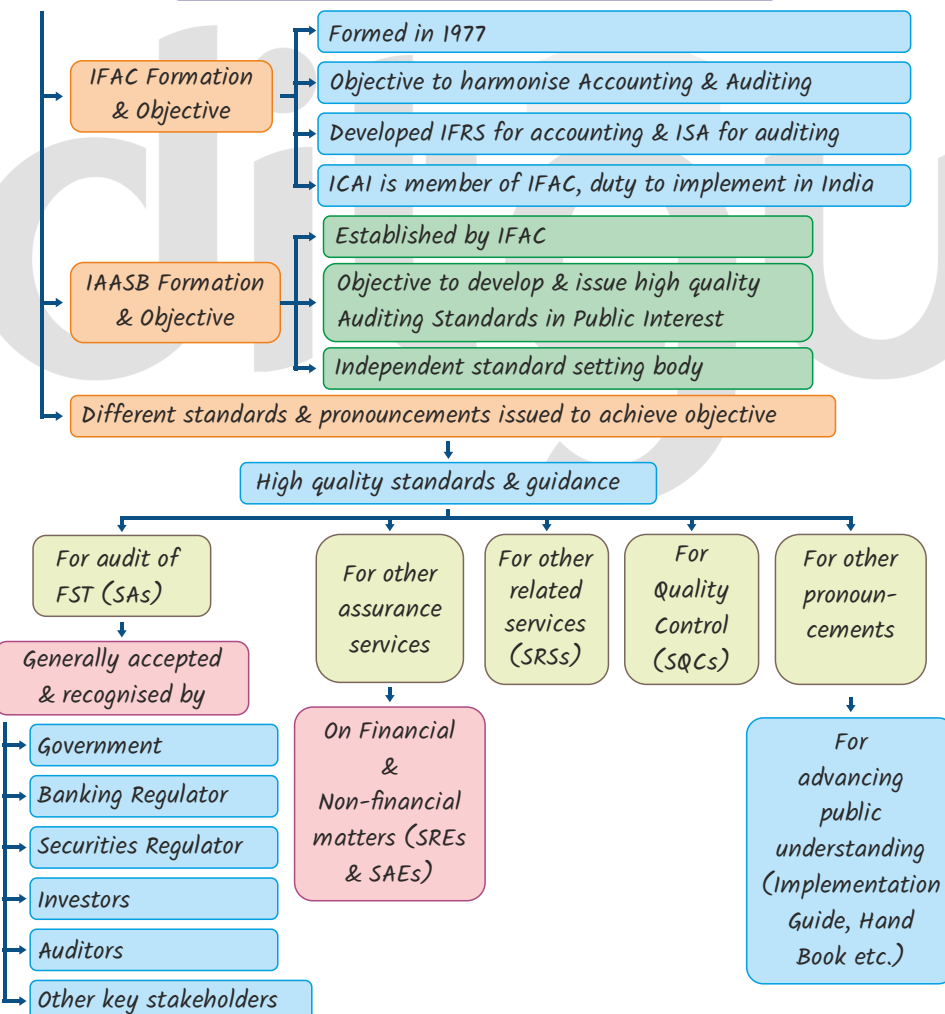 IFAC Formation
& Objective
Formed in 1977
Objective to harmonise Accounting & Auditing
Developed IFRS for accounting & ISA for auditing
ICAI is member of IFAC, duty to implement in India
IAASB Formation
& Objective
Established by IFAC
Objective to develop & issue high quality
Auditing Standards in Public Interest
Independent standard setting body
Different standards & pronouncements issued to achieve objective
High quality standards & guidance
For audit of
FST (SAs)
Generally accepted
& recognised by
Government
Banking Regulator
Securities Regulator
Investors
Auditors
Other key stakeholders
For other
assurance
services
On Financial
&
Non-financial
matters (SREs
& SAEs)
For other
related
services
(SRSs)
For
Quality
Control
(SQCs)
For other
pronoun-
cements
For
advancing
public
understanding
(Implementation
Guide, Hand
Book etc.)